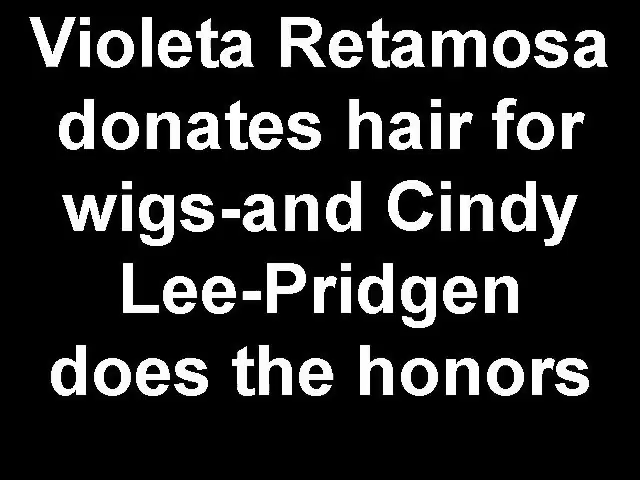 Violeta Retamosa
donates hair for
wigs-and Cindy
Lee-Pridgen
does the honors